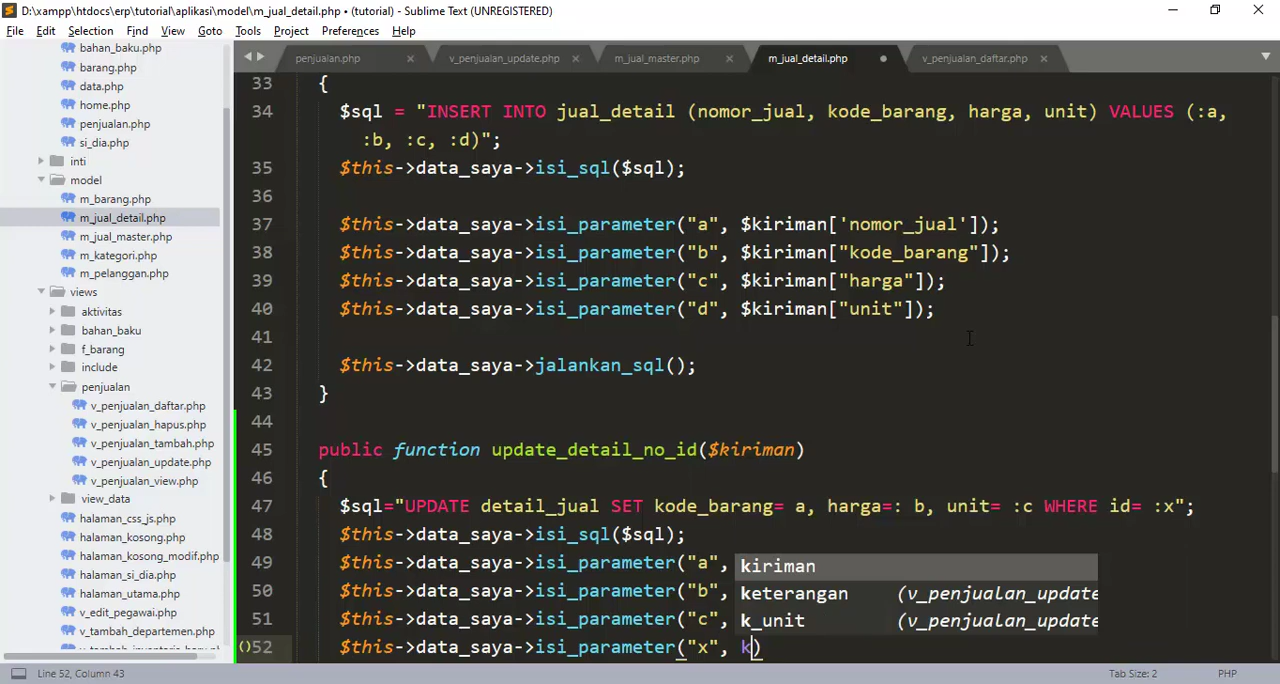 D:\xampp\htdocs\erp\tutorial\aplikasi\model\m_jual_detail.php • (tutorial) - Sublime Text (UNREGISTERED)
File Edit Selection Find View Goto Tools Project Preferences Help
bahan_baku.php
barang.php
data.php
home.php
penjualan.php
si_dia.php
inti
model
m_barang.php
m_jual_detail.php
m_jual_master.php
m_kategori.php
m_pelanggan.php
views
aktivitas
bahan_baku
f_barang
include
penjualan
v_penjualan_daftar.php
v_penjualan_hapus.php
v_penjualan_tambah.php
v_penjualan_update.php
v_penjualan_view.php
view_data
halaman_css_js.php
halaman_kosong.php
halaman_kosong_modif.php
halaman_si_dia.php
halaman_utama.php
v_edit_pegawai.php
v_tambah_departemen.php
penjualan.php v_penjualan_update.php m_jual_master.php m_jual_detail.php v_penjualan_daftar.php
33 {
34 $sql = "INSERT INTO jual_detail (nomor_jual, kode_barang, harga, unit) VALUES (:a,
:b, :c, :d)";
35 $this->data_saya->isi_sql($sql);
36
37 $this->data_saya->isi_parameter("a", $kiriman['nomor_jual']);
38 $this->data_saya->isi_parameter("b", $kiriman["kode_barang"]);
39 $this->data_saya->isi_parameter("c", $kiriman["harga"]);
40 $this->data_saya->isi_parameter("d", $kiriman["unit"]);
41
42 $this->data_saya->jalankan_sql();
43 }
44
45 public function update_detail_no_id($kiriman)
46 {
47 $sql="UPDATE detail_jual SET kode_barang= a, harga=: b, unit= :c WHERE id= :x";
48 $this->data_saya->isi_sql($sql);
49 $this->data_saya->isi_parameter("a", kiriman
50 $this->data_saya->isi_parameter("b", keterangan (v_penjualan_update
51 $this->data_saya->isi_parameter("c", k_unit (v_penjualan_update
()52 $this->data_saya->isi_parameter("x", k)
Line 52, Column 43 Tab Size: 2 PHP